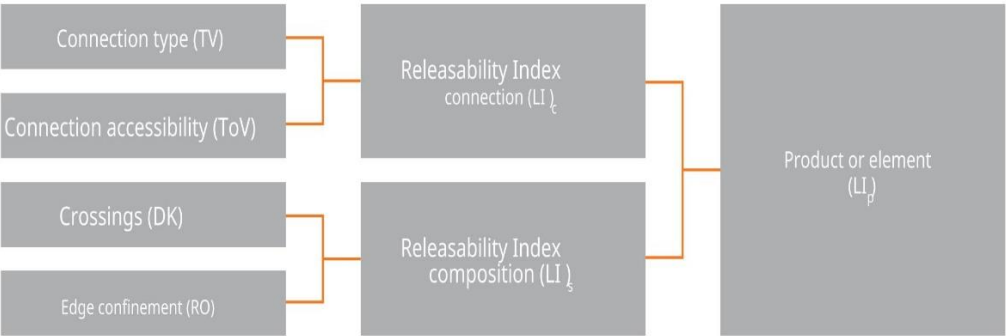 Connection type (TV)
Connection accessibility (ToV)
Crossings (DK)
Edge confinement (RO)
Releasability Index
connection (LI )c
Releasability Index
composition (LI )s
Product or element
(LIp)